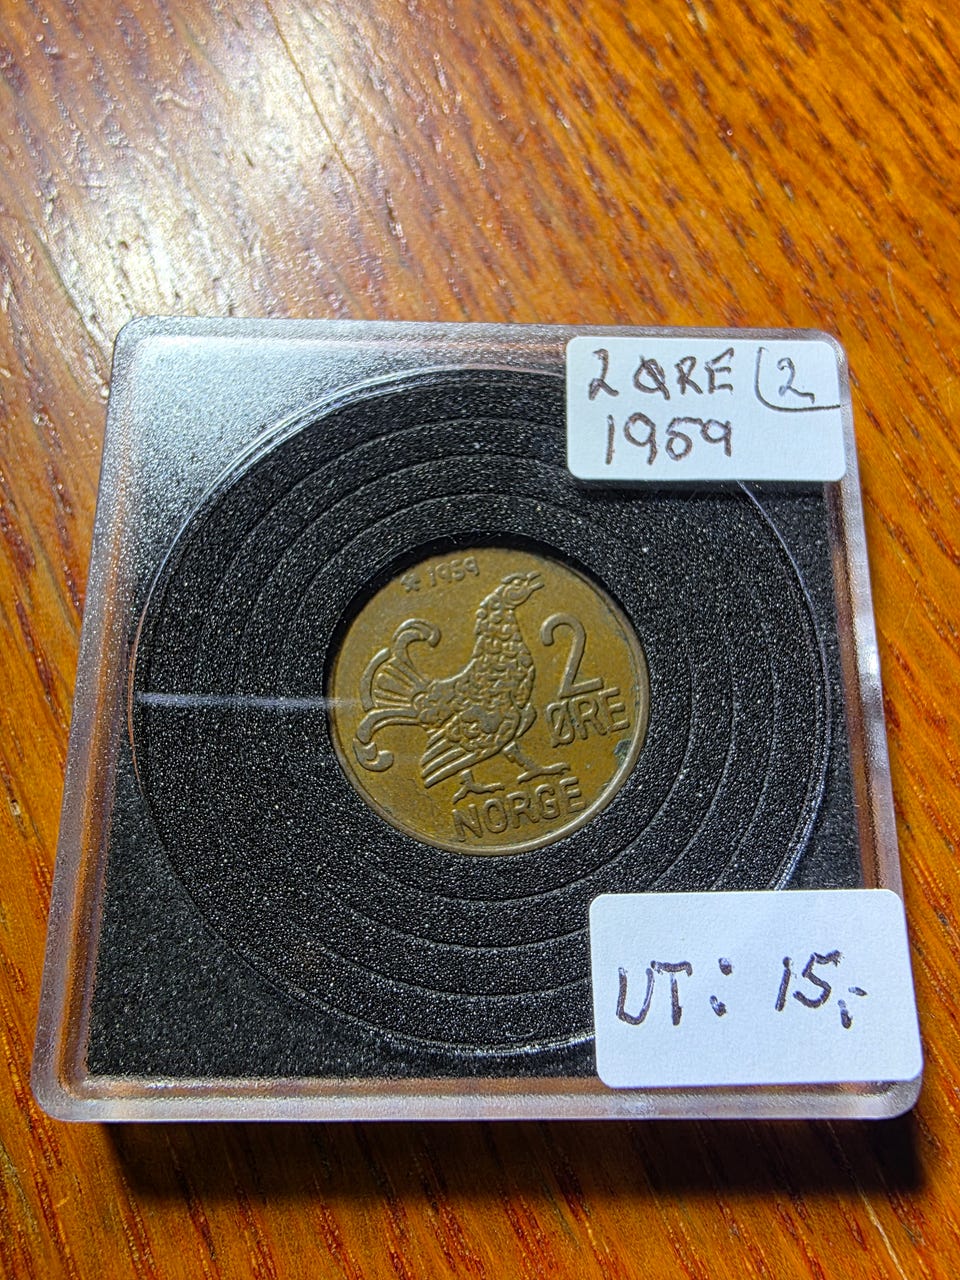 2 ØRE 2
1959
* 1959
2
ØRE
NORGE
UT: 15,-